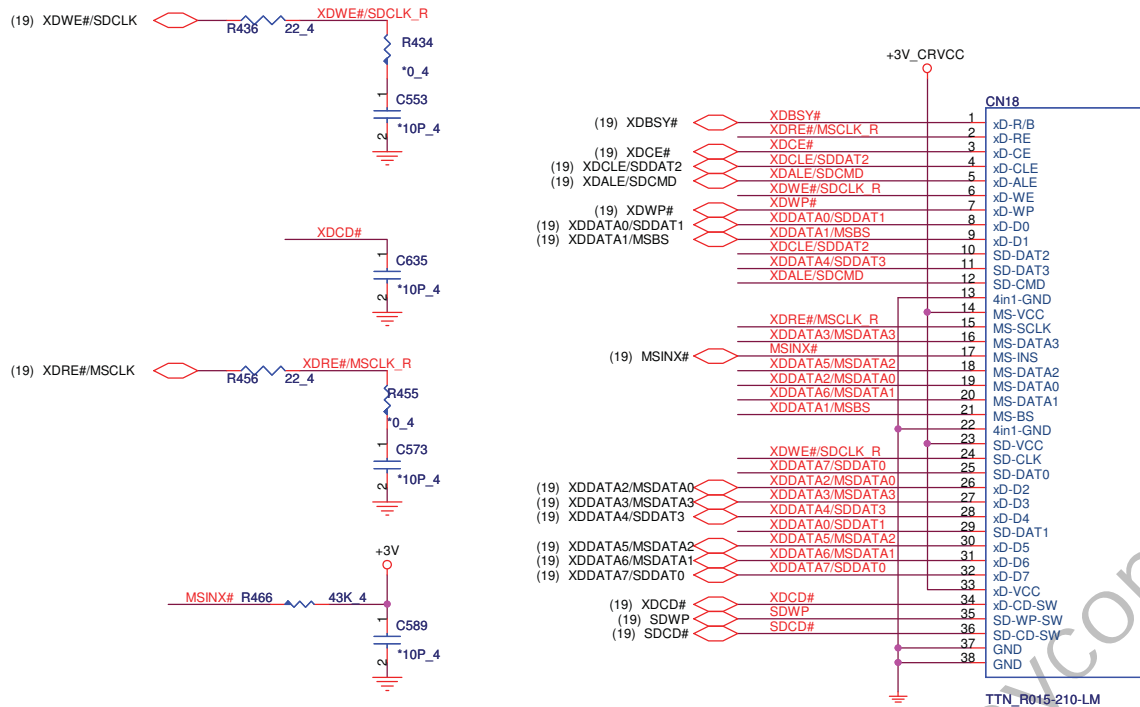 (19) XDWE#/SDCLK
R436
22_4
XDWE#/SDCLK_R
R434
*0_4
1
C553
*10P_4
2
XDCD#
1
C635
*10P_4
2
(19) XDRE#/MSCLK
R456
22_4
XDRE#/MSCLK_R
R455
*0_4
1
C573
*10P_4
2
+3V
MSINX# R466 43K_4
1
C589
*10P_4
2
+3V_CRVCC
CN18
(19) XDBSY# XDBSY# 1 xD-R/B
XDRE#/MSCLK_R 2 xD-RE
(19) XDCE# XDCE# 3 xD-CE
(19) XDCLE/SDDAT2 XDCLE/SDDAT2 4 xD-CLE
(19) XDALE/SDCMD XDALE/SDCMD 5 xD-ALE
XDWE#/SDCLK_R 6 xD-WE
(19) XDWP# XDWP# 7 xD-WP
(19) XDDATA0/SDDAT1 XDDATA0/SDDAT1 8 xD-D0
(19) XDDATA1/MSBS XDDATA1/MSBS 9 xD-D1
XDCLE/SDDAT2 10 SD-DAT2
XDDATA4/SDDAT3 11 SD-DAT3
XDALE/SDCMD 12 SD-CMD
13 4in1-GND
14 MS-VCC
XDRE#/MSCLK_R 15 MS-SCLK
XDDATA3/MSDATA3 16 MS-DATA3
(19) MSINX# MSINX# 17 MS-INS
XDDATA5/MSDATA2 18 MS-DATA2
XDDATA2/MSDATA0 19 MS-DATA0
XDDATA6/MSDATA1 20 MS-DATA1
XDDATA1/MSBS 21 MS-BS
22 4in1-GND
23 SD-VCC
XDWE#/SDCLK_R 24 SD-CLK
XDDATA7/SDDAT0 25 SD-DAT0
(19) XDDATA2/MSDATA0 XDDATA2/MSDATA0 26 xD-D2
(19) XDDATA3/MSDATA3 XDDATA3/MSDATA3 27 xD-D3
(19) XDDATA4/SDDAT3 XDDATA4/SDDAT3 28 xD-D4
XDDATA0/SDDAT1 29 SD-DAT1
(19) XDDATA5/MSDATA2 XDDATA5/MSDATA2 30 xD-D5
(19) XDDATA6/MSDATA1 XDDATA6/MSDATA1 31 xD-D6
(19) XDDATA7/SDDAT0 XDDATA7/SDDAT0 32 xD-D7
33 xD-VCC
(19) XDCD# XDCD# 34 xD-CD-SW
(19) SDWP SDWP 35 SD-WP-SW
(19) SDCD# SDCD# 36 SD-CD-SW
37 GND
38 GND
TTN_R015-210-LM